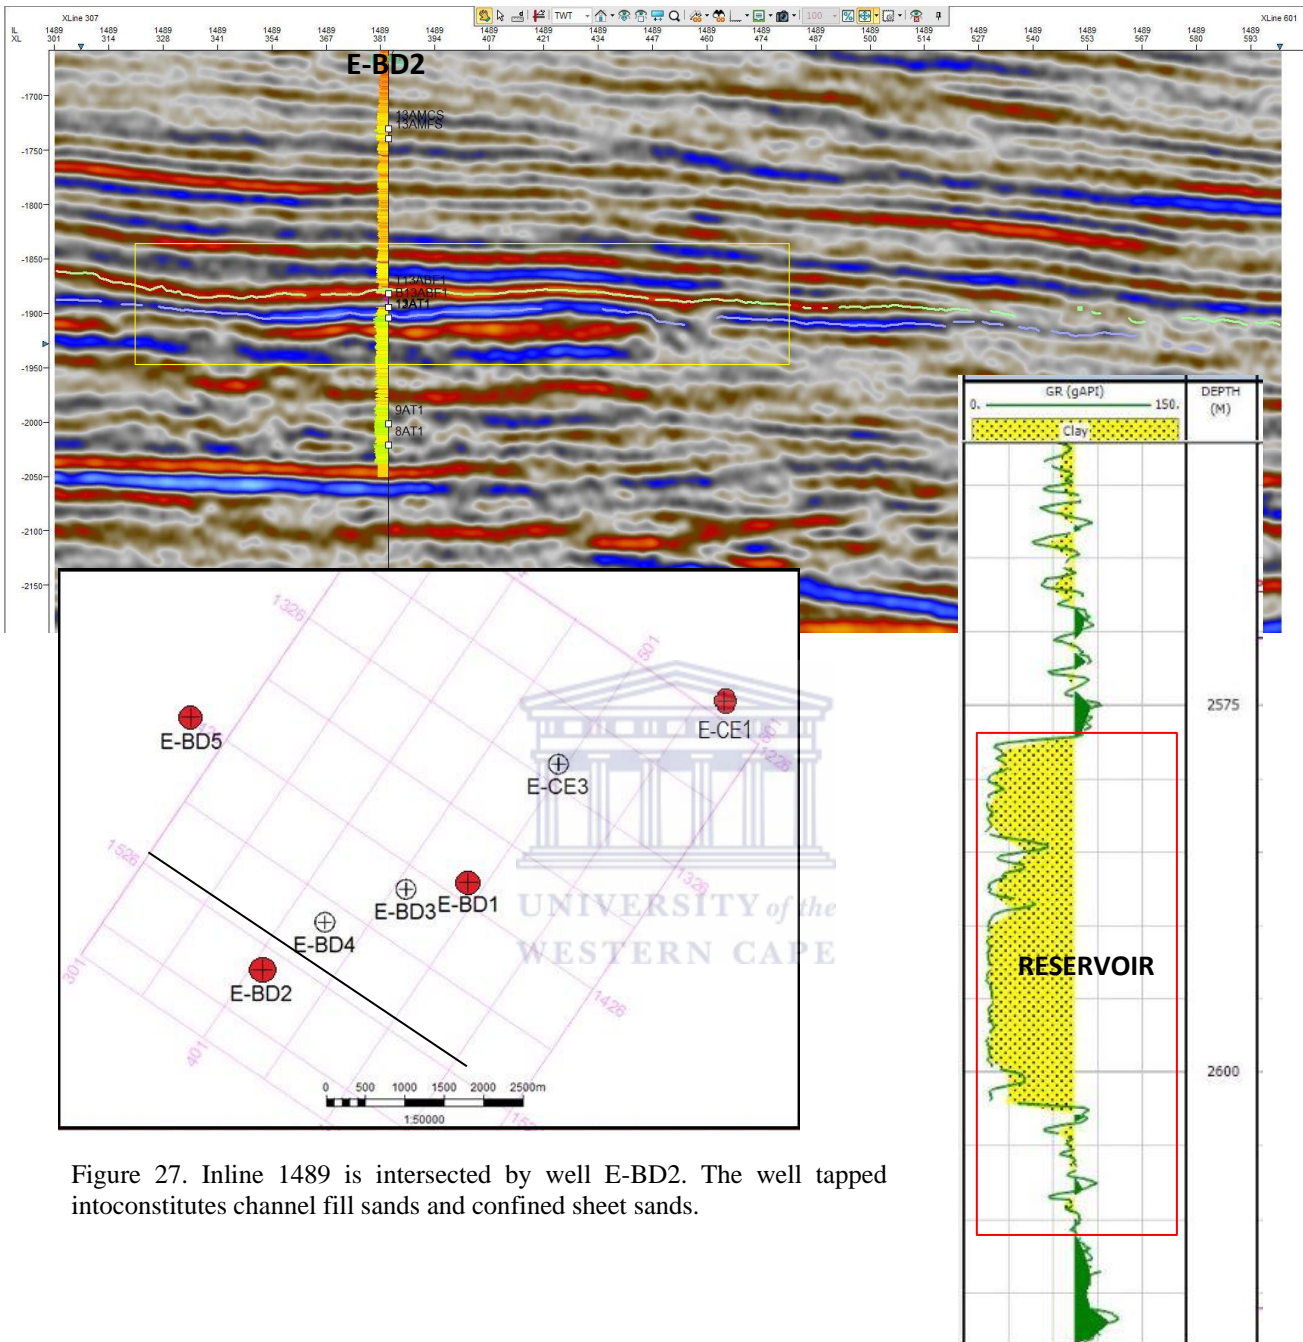 XLine 307
TWT
100
XLine 601
IL 1489 1489 1489 1489 1489 1489 1489 1489 1489 1489 1489 1489 1489 1489 1489 1489 1489 1489 1489 1489 1489 1489 1489
XL 301 314 328 341 354 367 381 394 407 421 434 447 460 474 487 500 514 527 540 553 567 580 593
E-BD2
-1700
13AMCS
13AMFS
-1750
-1800
-1850
T13ABF1
B13ABF1
13AT1
-1900
-1950
9AT1
-2000
8AT1
-2050
-2100
-2150
GR (gAPI)
0. 150.
DEPTH
(M)
Clay
2575
RESERVOIR
2600
1326
501
E-BD5
E-CE1
601
1226
E-CE3
1526
1326
E-BD3
E-BD1
E-BD4
E-BD2
301
401
1426
UNIVERSITY of the
WESTERN CAPE
0 500 1000 1500 2000 2500m
1:50000
Figure 27. Inline 1489 is intersected by well E-BD2. The well tapped
intoconstitutes channel fill sands and confined sheet sands.